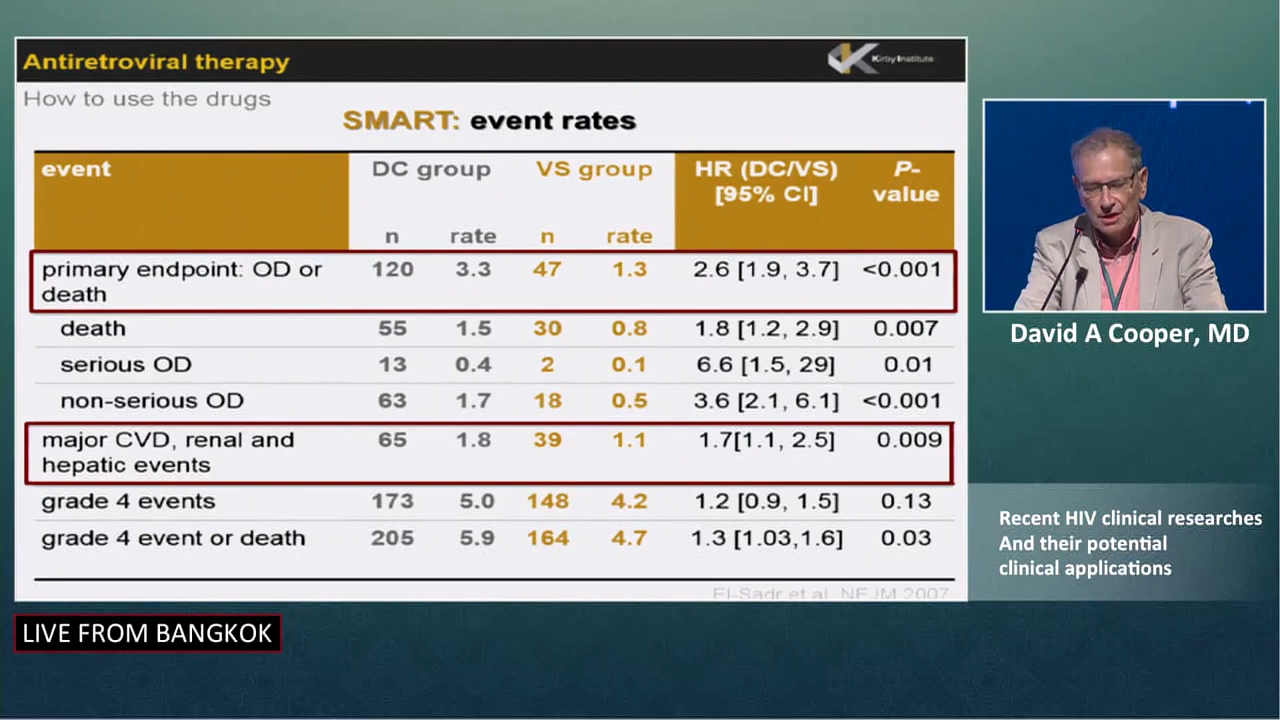 Antiretroviral therapy
Kirby Institute
How to use the drugs
SMART: event rates
event DC group VS group HR (DC/VS) P-
[95% CI] value
n rate n rate
primary endpoint: OD or 120 3.3 47 1.3 2.6 [1.9, 3.7] <0.001
death
death 55 1.5 30 0.8 1.8 [1.2, 2.9] 0.007
serious OD 13 0.4 2 0.1 6.6 [1.5, 29] 0.01
non-serious OD 63 1.7 18 0.5 3.6 [2.1, 6.1] <0.001
major CVD, renal and 65 1.8 39 1.1 1.7[1.1, 2.5] 0.009
hepatic events
grade 4 events 173 5.0 148 4.2 1.2 [0.9, 1.5] 0.13
grade 4 event or death 205 5.9 164 4.7 1.3 [1.03,1.6] 0.03
El-Sadr et al, NEJM 2007
David A Cooper, MD
Recent HIV clinical researches
And their potential
clinical applications
LIVE FROM BANGKOK